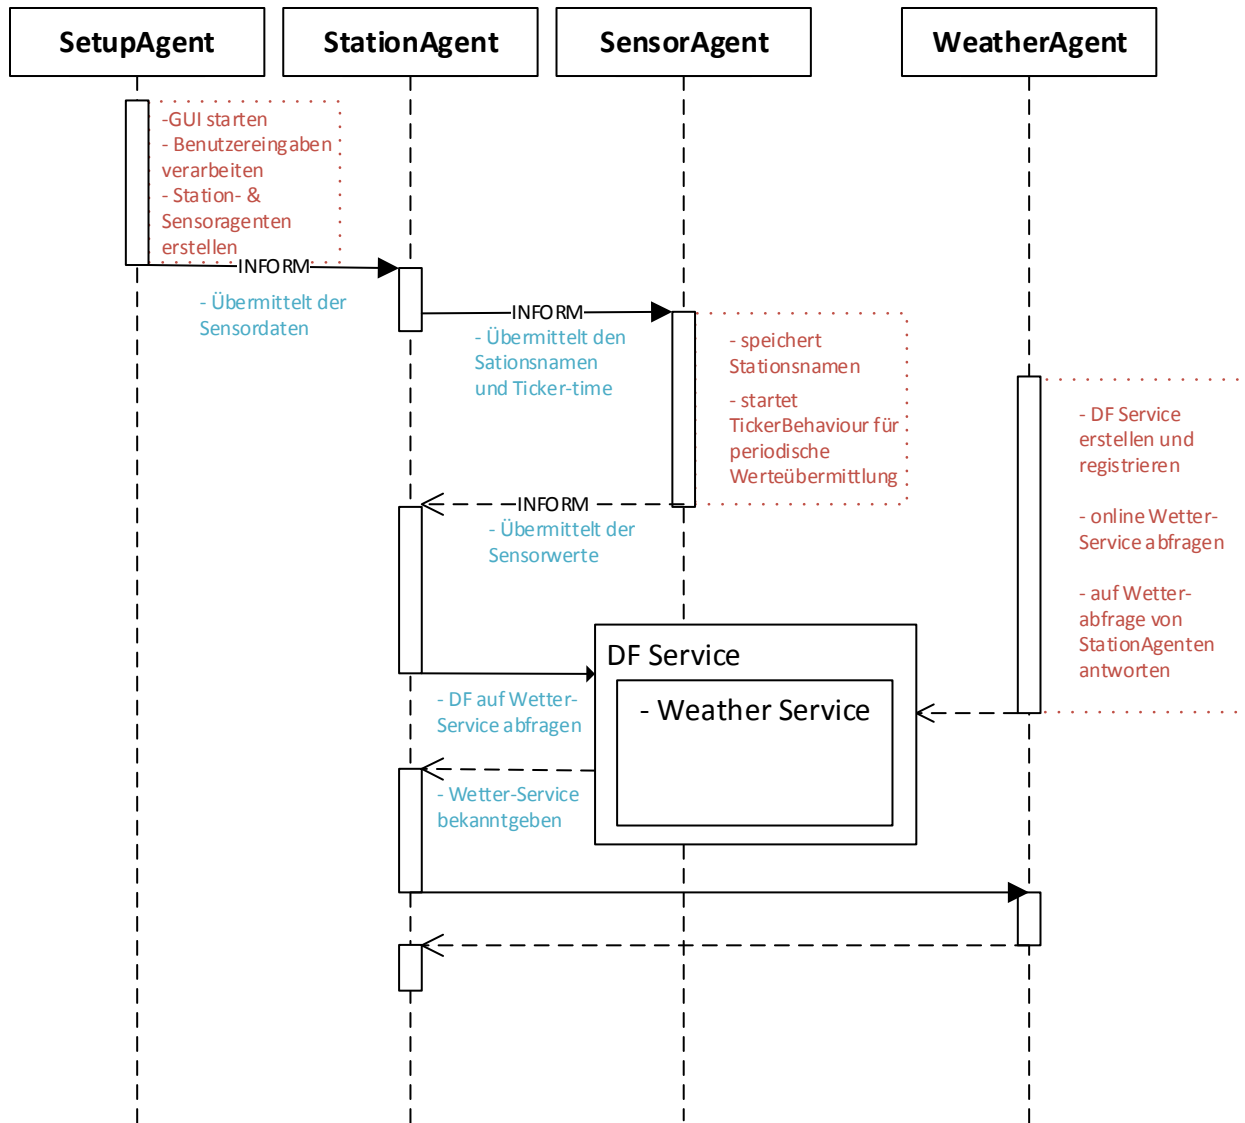 SetupAgent
StationAgent
SensorAgent
WeatherAgent
-GUI starten
- Benutzereingaben
verarbeiten
- Station- &
Sensoragenten
erstellen
INFORM
- Übermittelt der
Sensordaten
INFORM
- Übermittelt den
Sationsnamen
und Ticker-time
- speichert
Stationsnamen
- startet
TickerBehaviour für
periodische
Werteübermittlung
- DF Service
erstellen und
registrieren
- online Wetter-
Service abfragen
- auf Wetter-
abfrage von
StationAgenten
antworten
INFORM
- Übermittelt der
Sensorwerte
DF Service
- Weather Service
- DF auf Wetter-
Service abfragen
- Wetter-Service
bekanntgeben